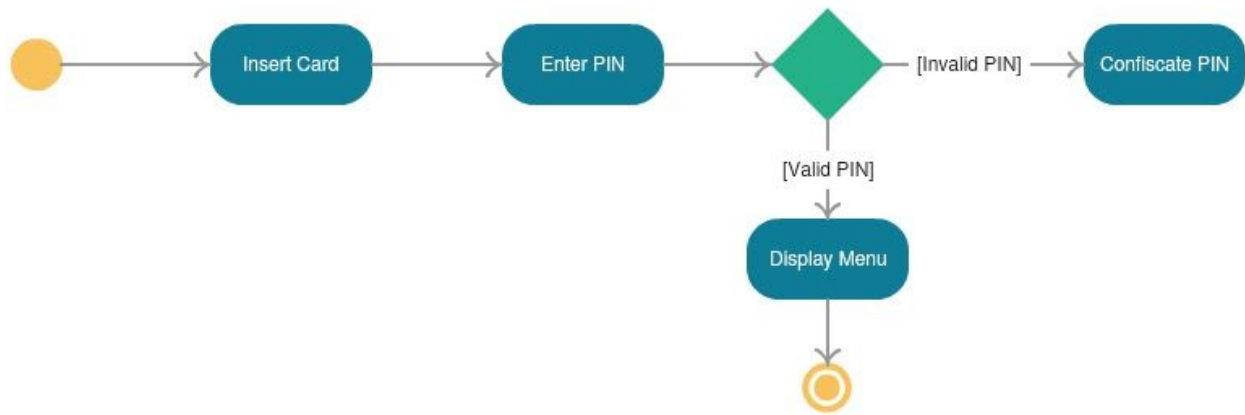 Insert Card
Enter PIN
[Invalid PIN]
Confiscate PIN
[Valid PIN]
Display Menu